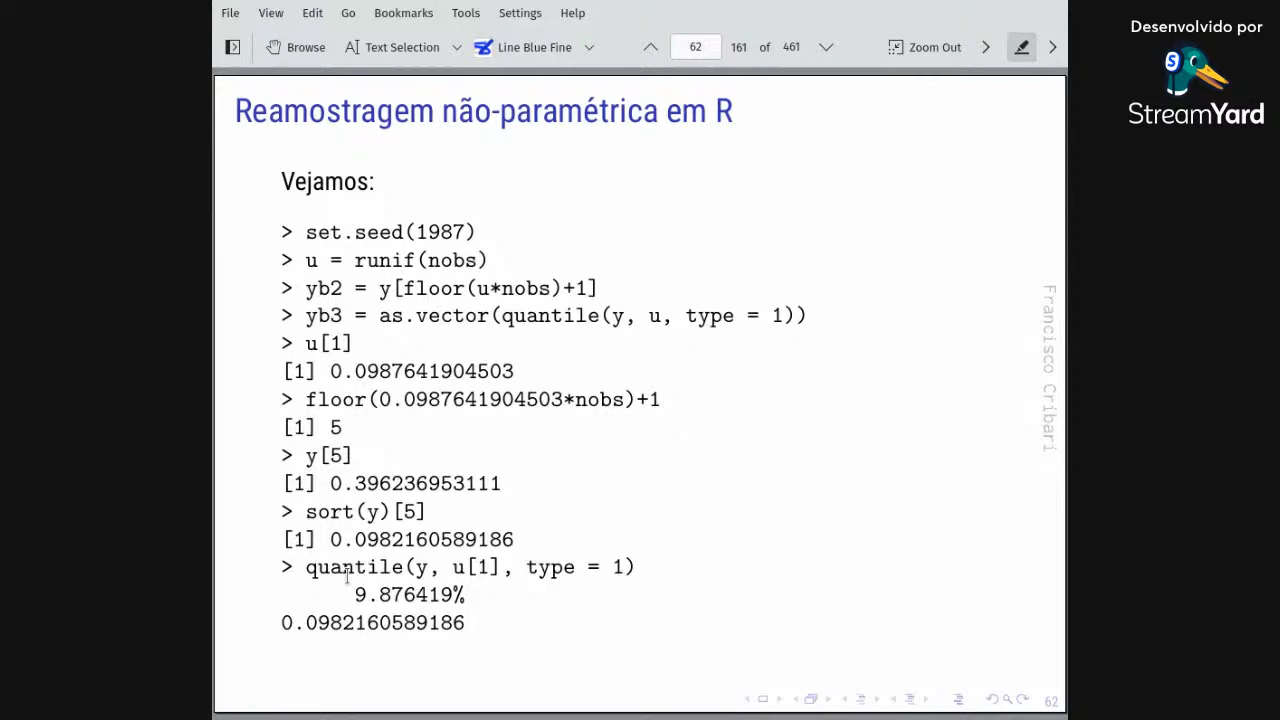 File View Edit Go Bookmarks Tools Settings Help
Browse Text Selection Line Blue Fine 62 161 of 461 Zoom Out
Desenvolvido por
StreamYard
Reamostragem não-paramétrica em R
Vejamos:
> set.seed(1987)
> u = runif(nobs)
> yb2 = y[floor(u*nobs)+1]
> yb3 = as.vector(quantile(y, u, type = 1))
> u[1]
[1] 0.0987641904503
> floor(0.0987641904503*nobs)+1
[1] 5
> y[5]
[1] 0.396236953111
> sort(y)[5]
[1] 0.0982160589186
> quantile(y, u[1], type = 1)
9.876419%
0.0982160589186
Francisco Cribari
62